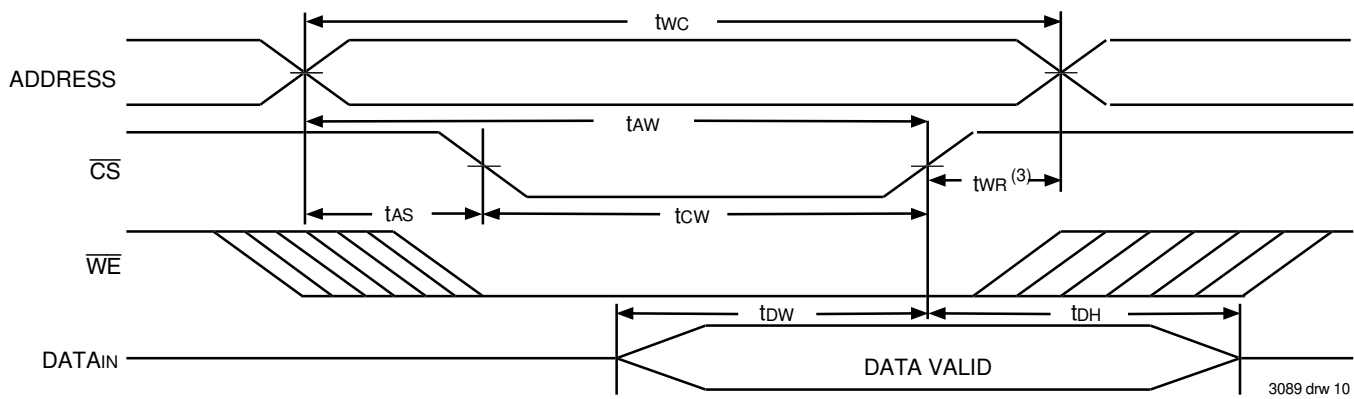 tWC
ADDRESS
tAW
CS
tWR (3)
tAS
tCW
WE
tDW
tDH
DATAIN
DATA VALID
3089 drw 10